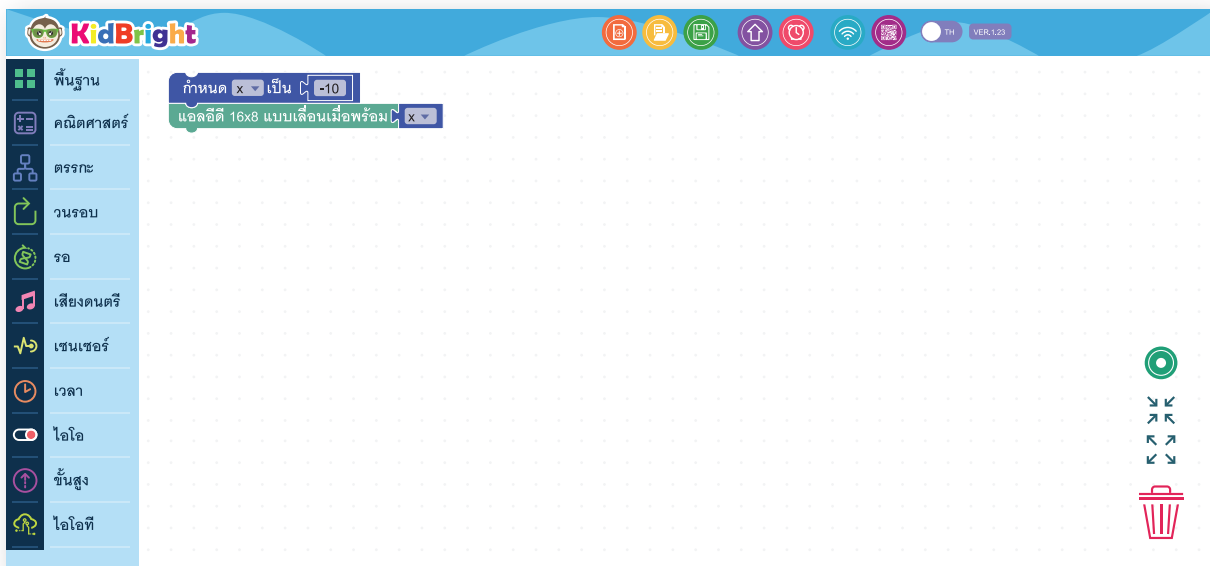 KidBright
TH
VER.1.23
พื้นฐาน
คณิตศาสตร์
ตรรกะ
วนรอบ
รอ
เสียงดนตรี
เซนเซอร์
เวลา
ไอโอ
ขั้นสูง
ไอโอที
กำหนด x เป็น -10
แอลอีดี 16x8 แบบเลื่อนเมื่อพร้อม x